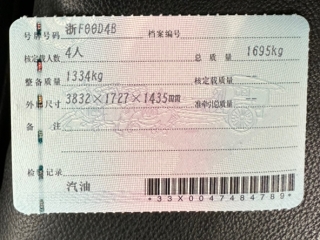 号牌号码 浙F00D4B 档案编号
核定载人数 4人 总质量 1695kg
整备质量 1334kg 核定载质量 --
外廓尺寸 3832×1727×1435mm 准牵引总质量 --
备注
检验记录
汽油
*33X0047484789*